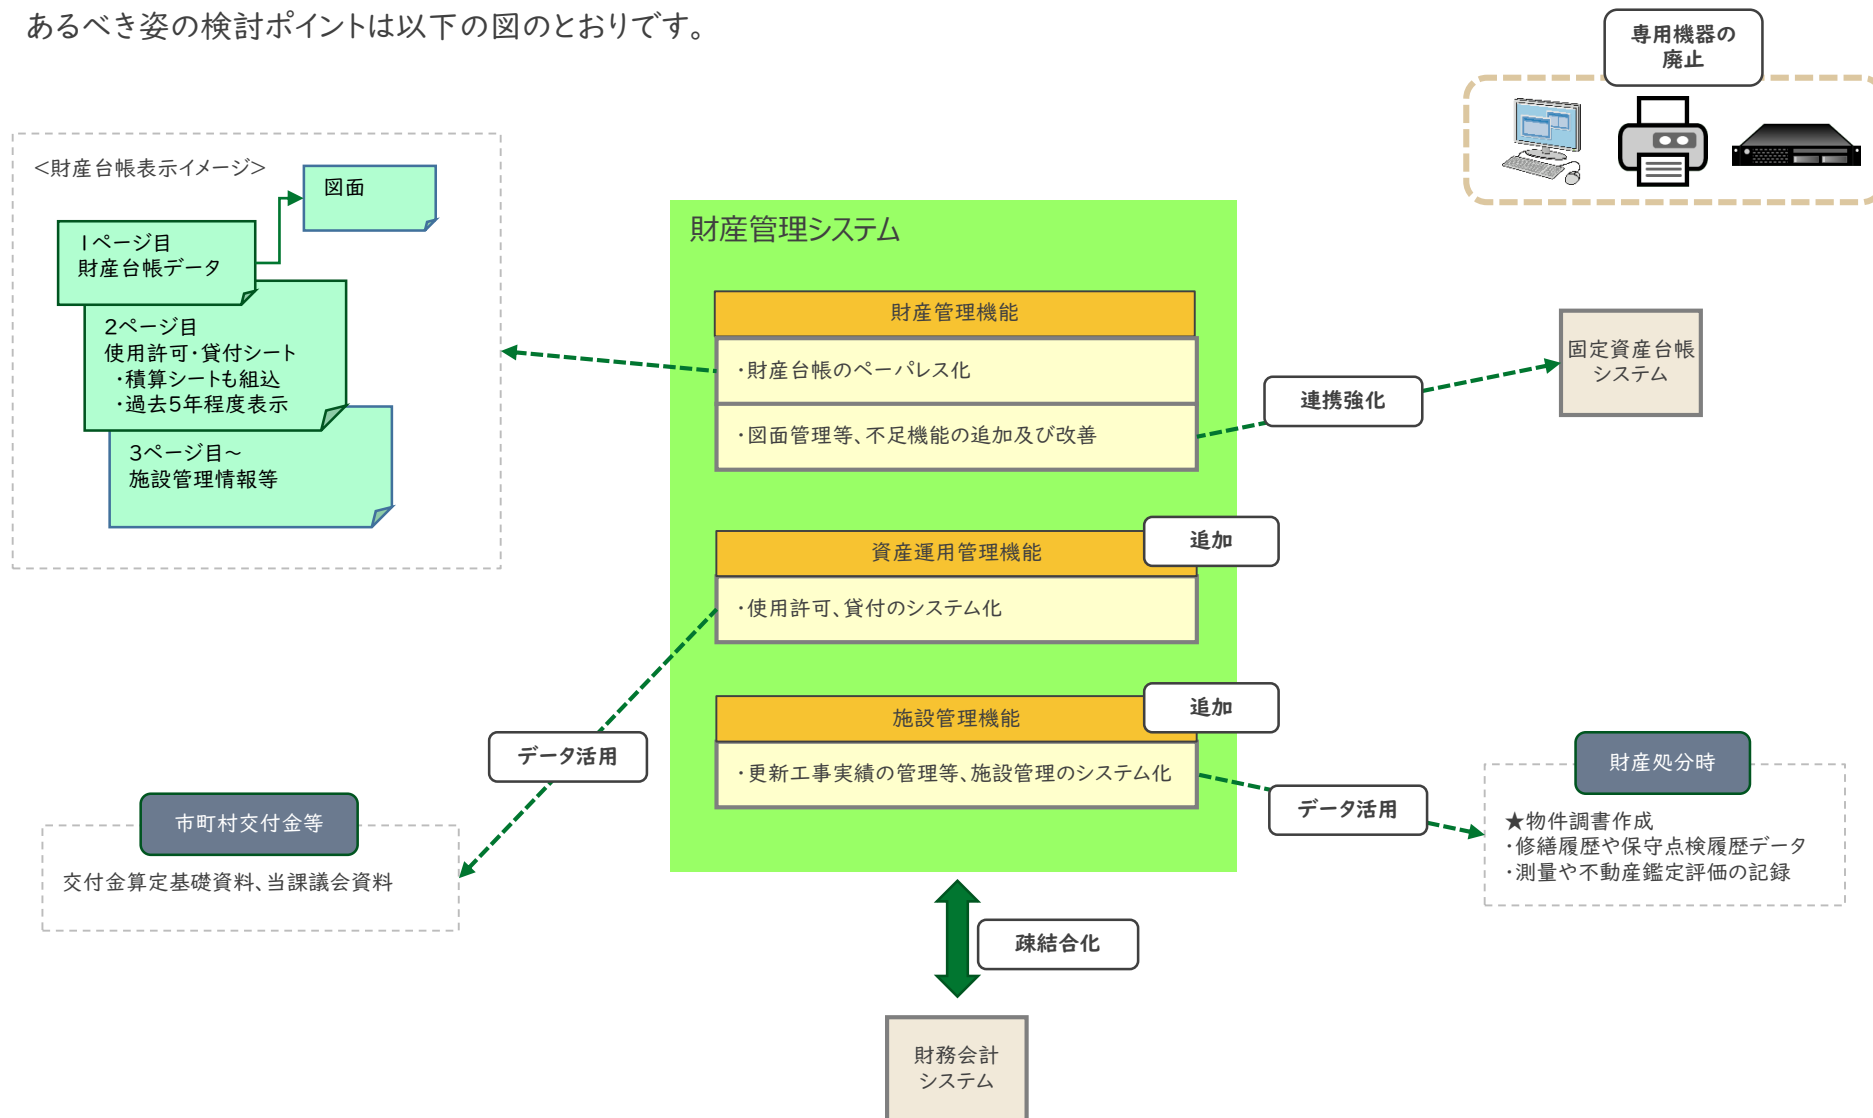 あるべき姿の検討ポイントは以下の図のとおりです。
専用機器の
廃止
<財産台帳表示イメージ>
図面
1ページ目
財産台帳データ
2ページ目
使用許可・貸付シート
・積算シートも組込
・過去5年程度表示
3ページ目~
施設管理情報等
財産管理システム
財産管理機能
・財産台帳のペーパレス化
・図面管理等、不足機能の追加及び改善
連携強化
固定資産台帳
システム
資産運用管理機能
追加
・使用許可、貸付のシステム化
施設管理機能
追加
・更新工事実績の管理等、施設管理のシステム化
データ活用
市町村交付金等
交付金算定基礎資料、当課議会資料
データ活用
財産処分時
★物件調書作成
・修繕履歴や保守点検履歴データ
・測量や不動産鑑定評価の記録
疎結合化
財務会計
システム